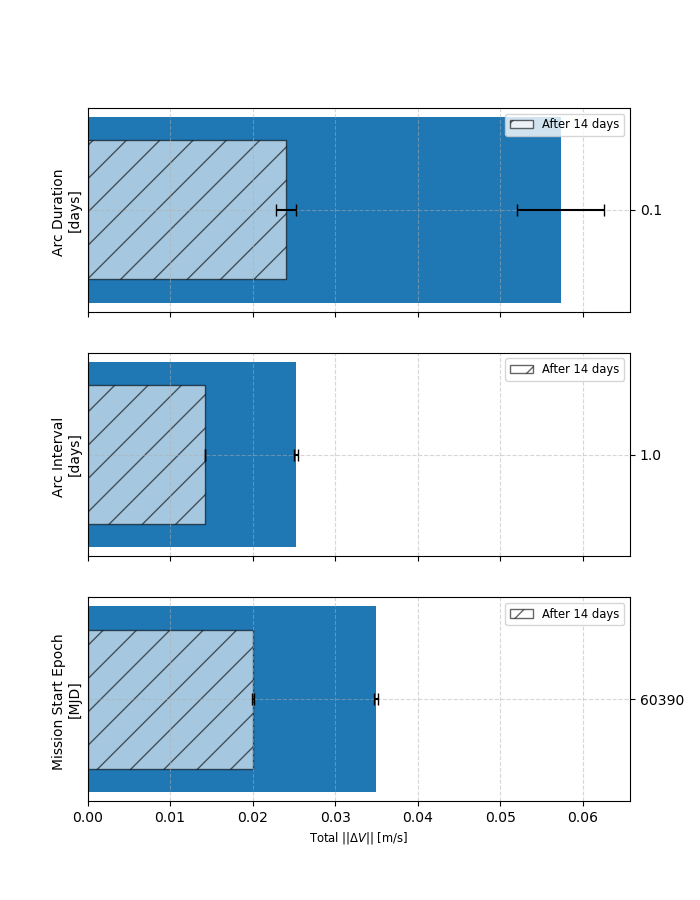 After 14 days
Arc Duration
[days]
0.1
After 14 days
Arc Interval
[days]
1.0
After 14 days
Mission Start Epoch
[MJD]
60390
0.00 0.01 0.02 0.03 0.04 0.05 0.06
Total ||ΔV|| [m/s]